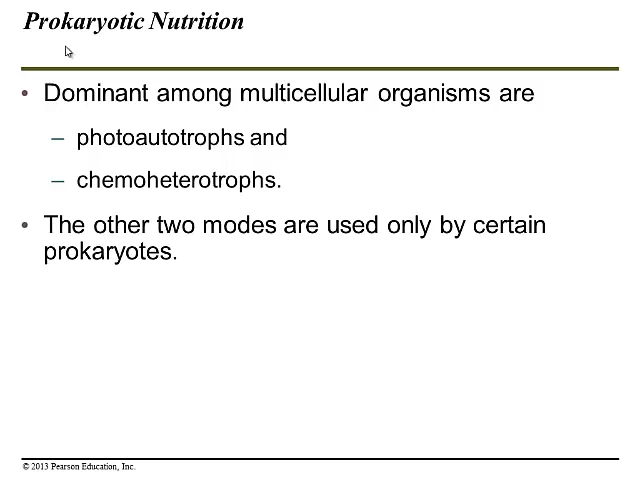 Prokaryotic Nutrition
• Dominant among multicellular organisms are
– photoautotrophs and
– chemoheterotrophs.
• The other two modes are used only by certain
prokaryotes.
© 2013 Pearson Education, Inc.